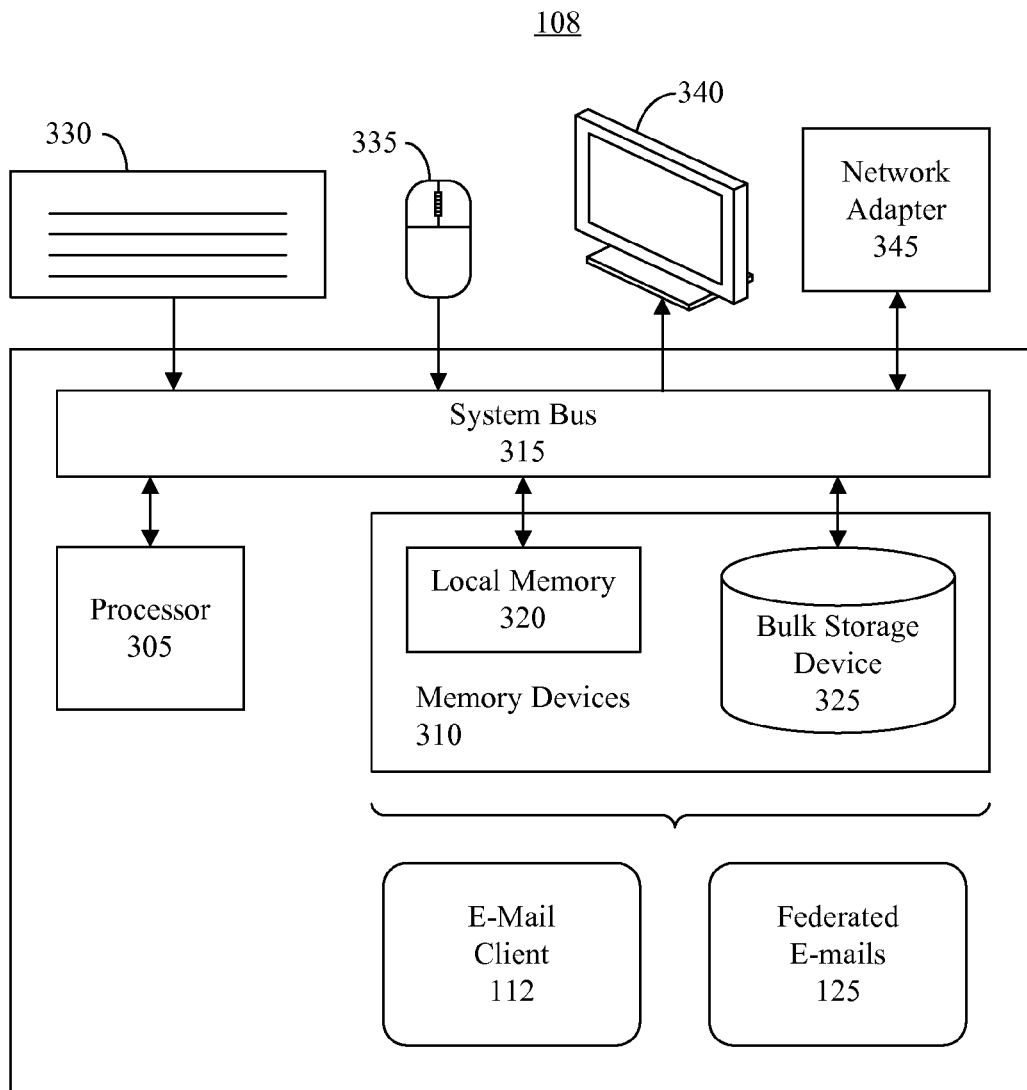 108
330
335
340
Network
Adapter
345
System Bus
315
Processor
305
Local Memory
320
Bulk Storage
Device
325
Memory Devices
310
E-Mail
Client
112
Federated
E-mails
125